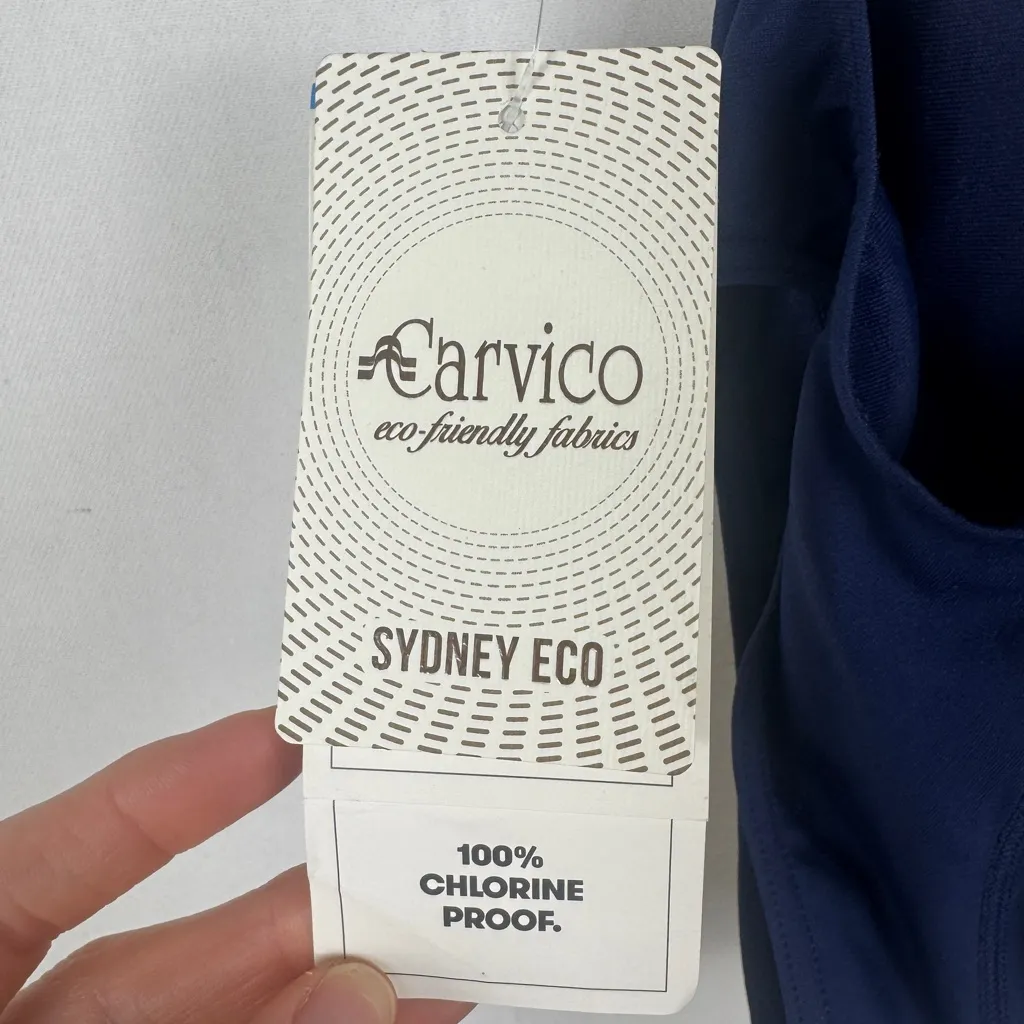 Carvico
eco-friendly fabrics
SYDNEY ECO
100%
CHLORINE
PROOF.